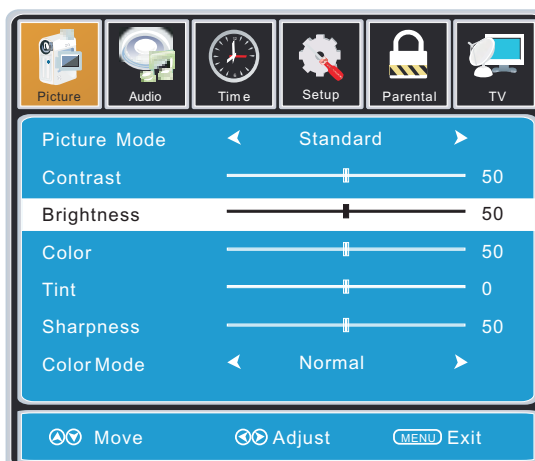 Picture Audio Time Setup Parental TV
Picture Mode Standard
Contrast 50
Brightness 50
Color 50
Tint 0
Sharpness 50
Color Mode Normal
Move Adjust MENU Exit